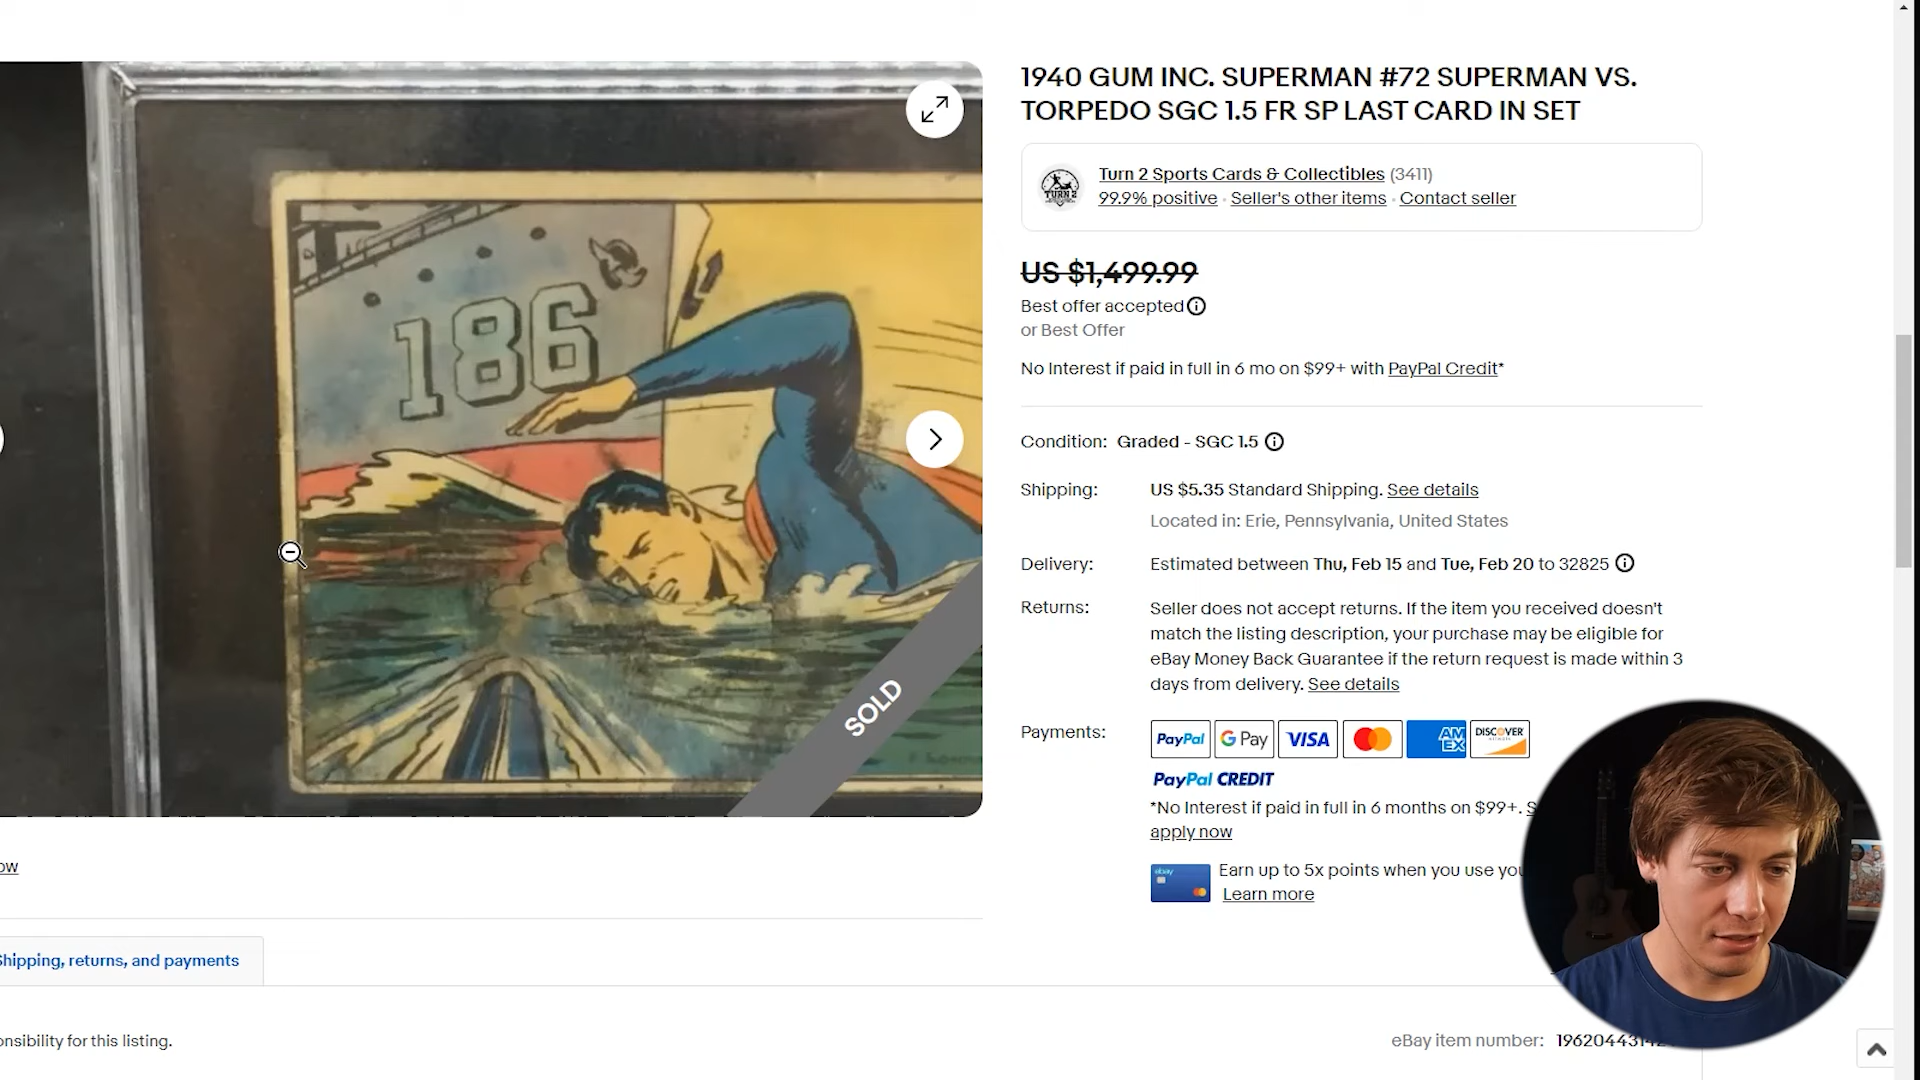 1940 GUM INC. SUPERMAN #72 SUPERMAN VS.
TORPEDO SGC 1.5 FR SP LAST CARD IN SET
TURN 2
Turn 2 Sports Cards & Collectibles (3411)
99.9% positive · Seller's other items · Contact seller
US $1,499.99
Best offer accepted
or Best Offer
No Interest if paid in full in 6 mo on $99+ with PayPal Credit*
Condition: Graded - SGC 1.5
Shipping: US $5.35 Standard Shipping. See details
Located in: Erie, Pennsylvania, United States
Delivery: Estimated between Thu, Feb 15 and Tue, Feb 20 to 32825
Returns: Seller does not accept returns. If the item you received doesn't
match the listing description, your purchase may be eligible for
eBay Money Back Guarantee if the return request is made within 3
days from delivery. See details
Payments: PayPal G Pay VISA AM EX DISCOVER
PayPal CREDIT
*No Interest if paid in full in 6 months on $99+.
apply now
ebay
Earn up to 5x points when you use
Learn more
186
SOLD
ow
Shipping, returns, and payments
onsibility for this listing.
eBay item number: